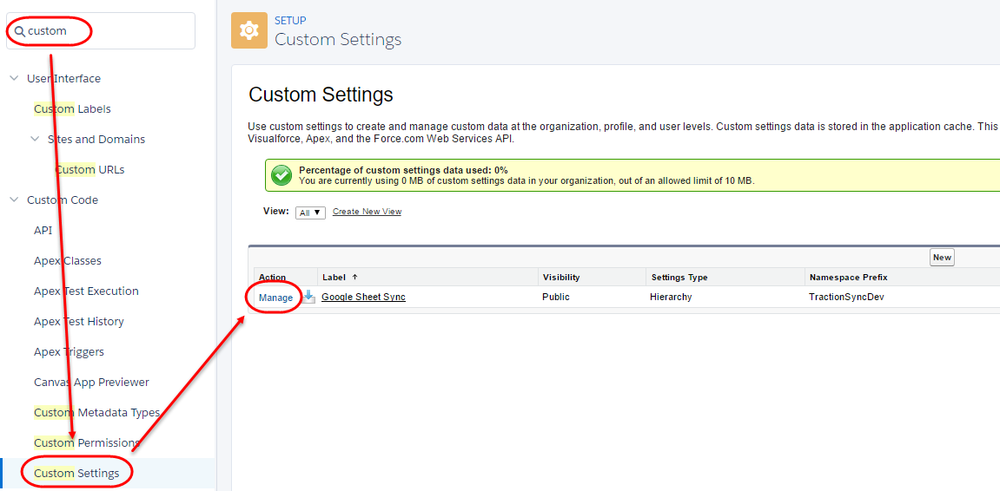 custom
User Interface
Custom Labels
Sites and Domains
Custom URLs
Custom Code
API
Apex Classes
Apex Test Execution
Apex Test History
Apex Triggers
Canvas App Previewer
Custom Metadata Types
Custom Permissions
Custom Settings
SETUP
Custom Settings
Custom Settings
Use custom settings to create and manage custom data at the organization, profile, and user levels. Custom settings data is stored in the application cache. This
Visualforce, Apex, and the Force.com Web Services API.
Percentage of custom settings data used: 0%
You are currently using 0 MB of custom settings data in your organization, out of an allowed limit of 10 MB.
View: All ▼ Create New View
New
Action Label ↑ Visibility Settings Type Namespace Prefix
Manage Google Sheet Sync Public Hierarchy TractionSyncDev